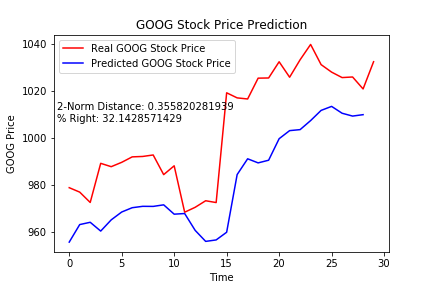 GOOG Stock Price Prediction
Real GOOG Stock Price
Predicted GOOG Stock Price
2-Norm Distance: 0.355820281939
% Right: 32.1428571429
GOOG Price
1040
1020
1000
980
960
0 5 10 15 20 25 30
Time